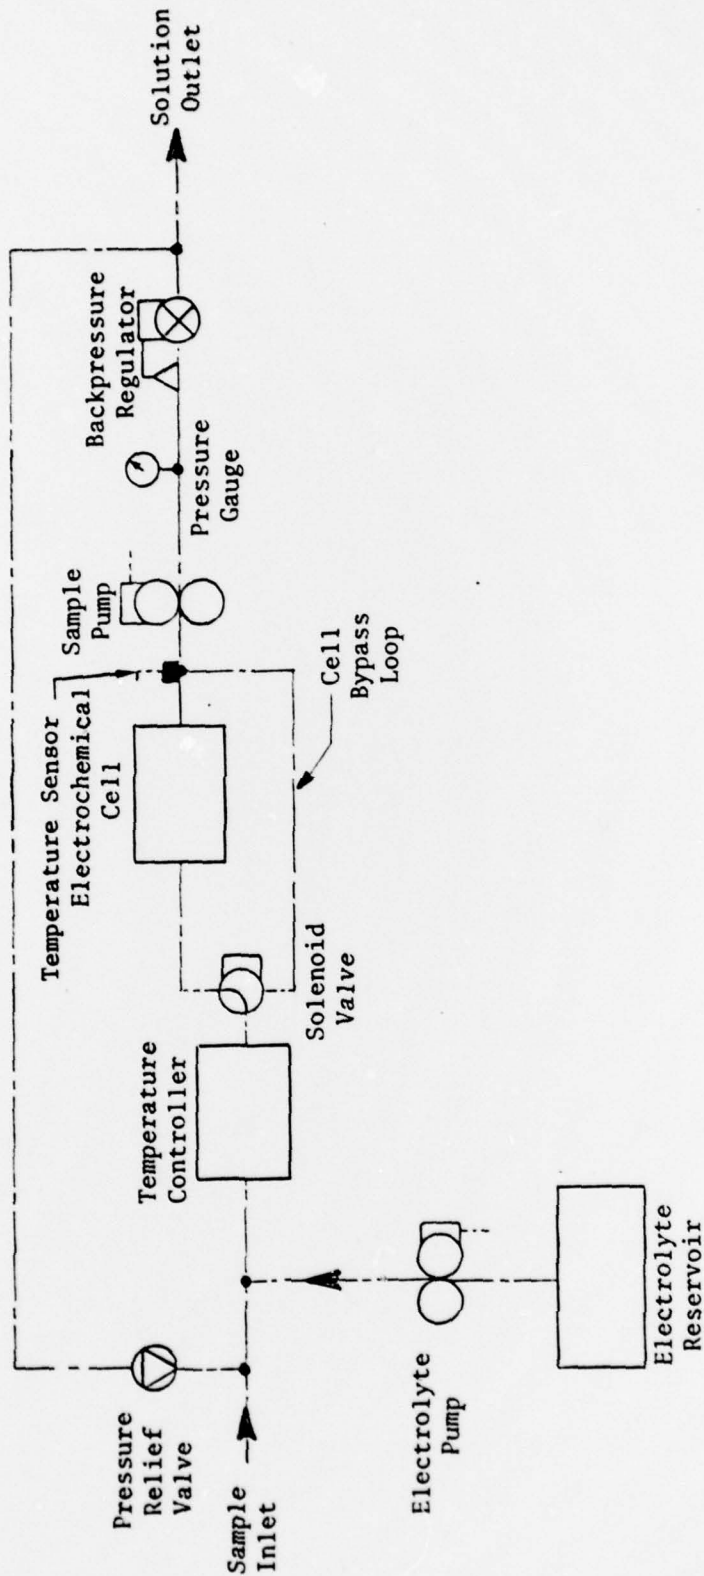 Pressure
Relief
Valve
Sample
Inlet
Electrolyte
Pump
Electrolyte
Reservoir
Temperature
Controller
Solenoid
Valve
Temperature Sensor
Electrochemical
Cell
Cell
Bypass
Loop
Sample
Pump
Pressure
Gauge
Backpressure
Regulator
Solution
Outlet